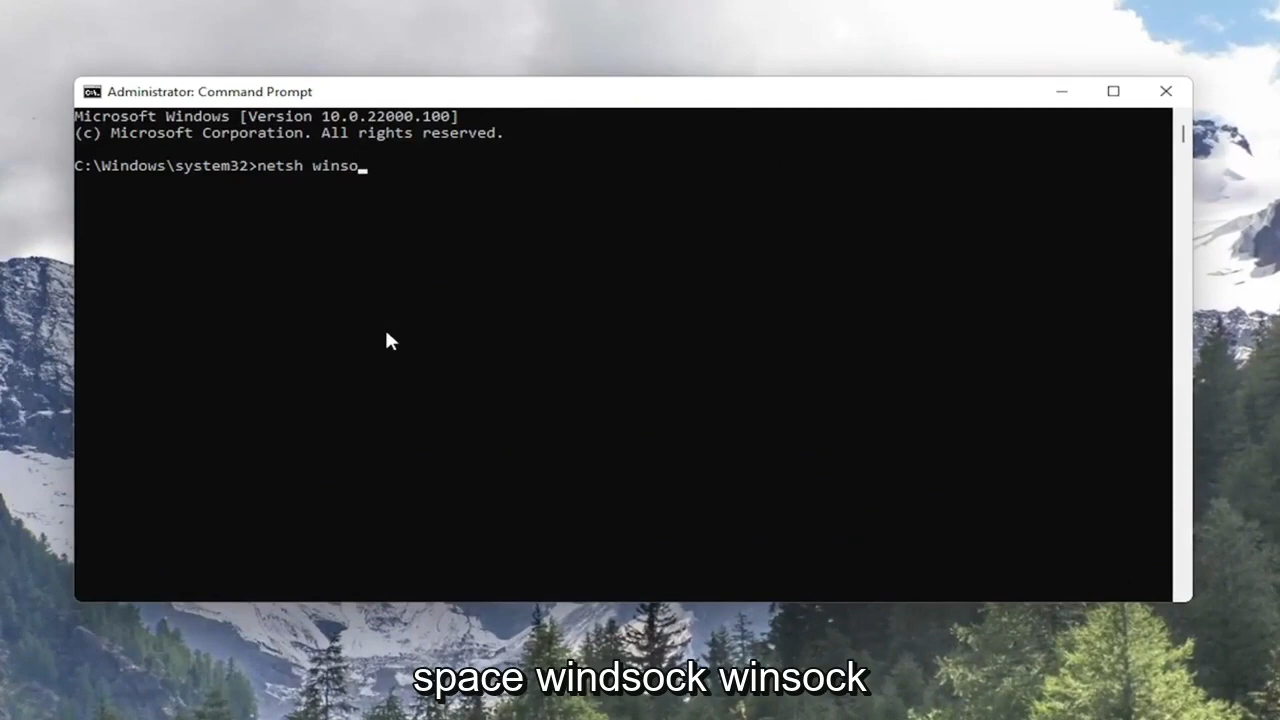 Administrator: Command Prompt
Microsoft Windows [Version 10.0.22000.100]
(c) Microsoft Corporation. All rights reserved.
C:\Windows\system32>netsh winso
space windsock winsock